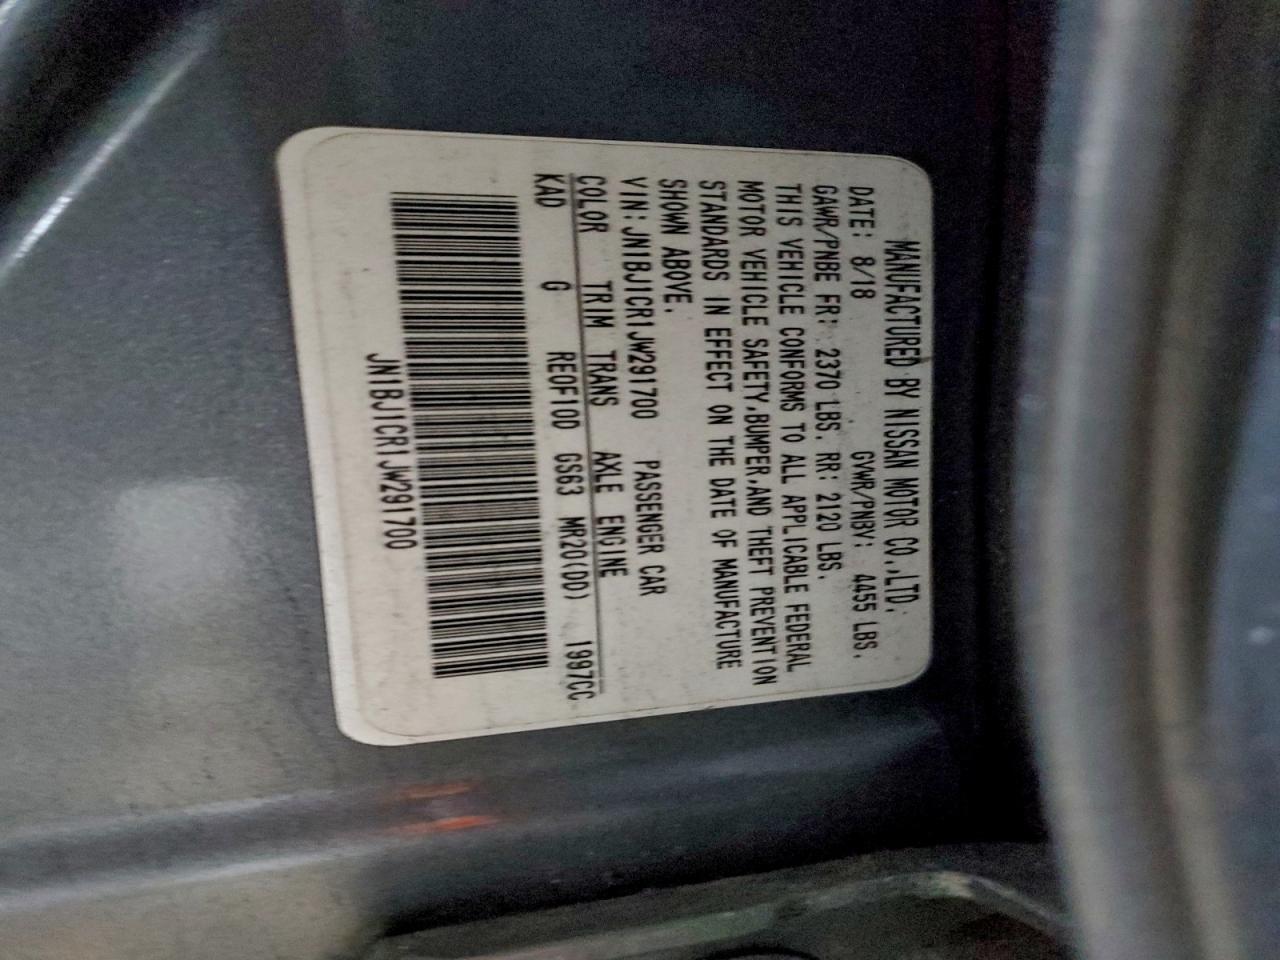 MANUFACTURED BY NISSAN MOTOR CO.,LTD.
DATE: 8/18 GVWR/PNBV: 4455 LBS.
GAWR/PNBE FR: 2370 LBS. RR: 2120 LBS.
THIS VEHICLE CONFORMS TO ALL APPLICABLE FEDERAL
MOTOR VEHICLE SAFETY,BUMPER,AND THEFT PREVENTION
STANDARDS IN EFFECT ON THE DATE OF MANUFACTURE
SHOWN ABOVE.
VIN: JN1BJ1CR1JW291700 PASSENGER CAR
COLOR TRIM TRANS AXLE ENGINE
KAD G RE0F10D GS63 MR20(DD) 1997CC
JN1BJ1CR1JW291700